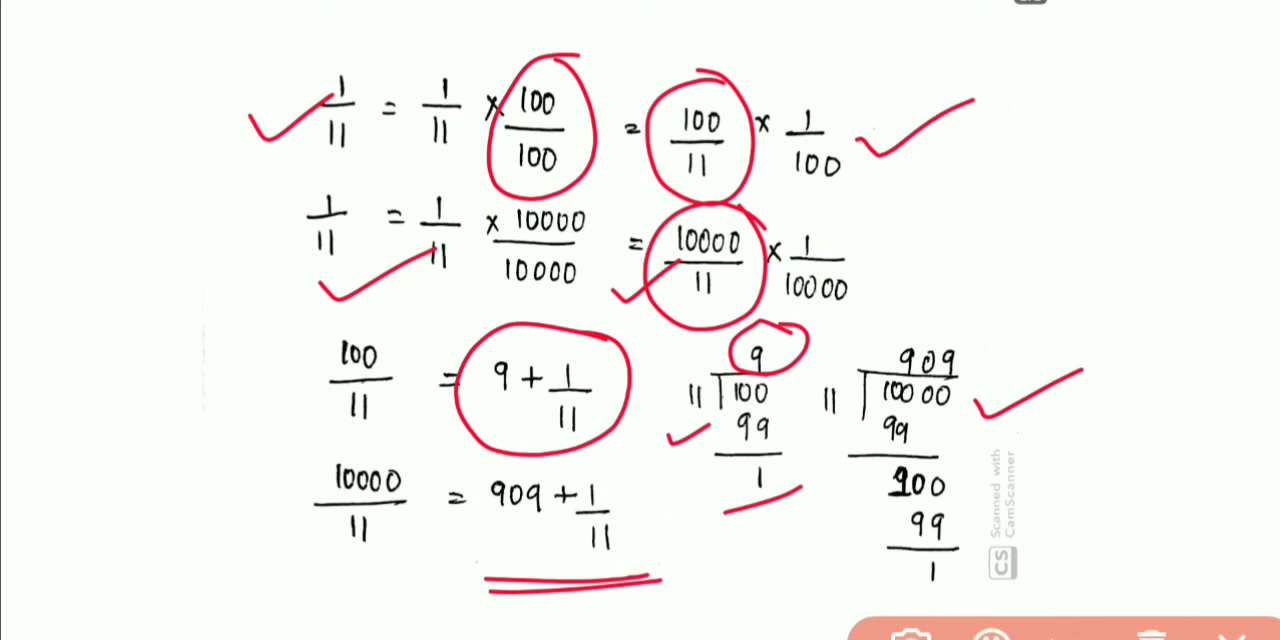 1/11 = 1/11 × 100/100 = 100/11 × 1/100
1/11 = 1/11 × 10000/10000 = 10000/11 × 1/10000
100/11 = 9 + 1/11
9
11 100
99
1
909
11 10000
99
100
99
1
10000/11 = 909 + 1/11
CS Scanned with
CamScanner